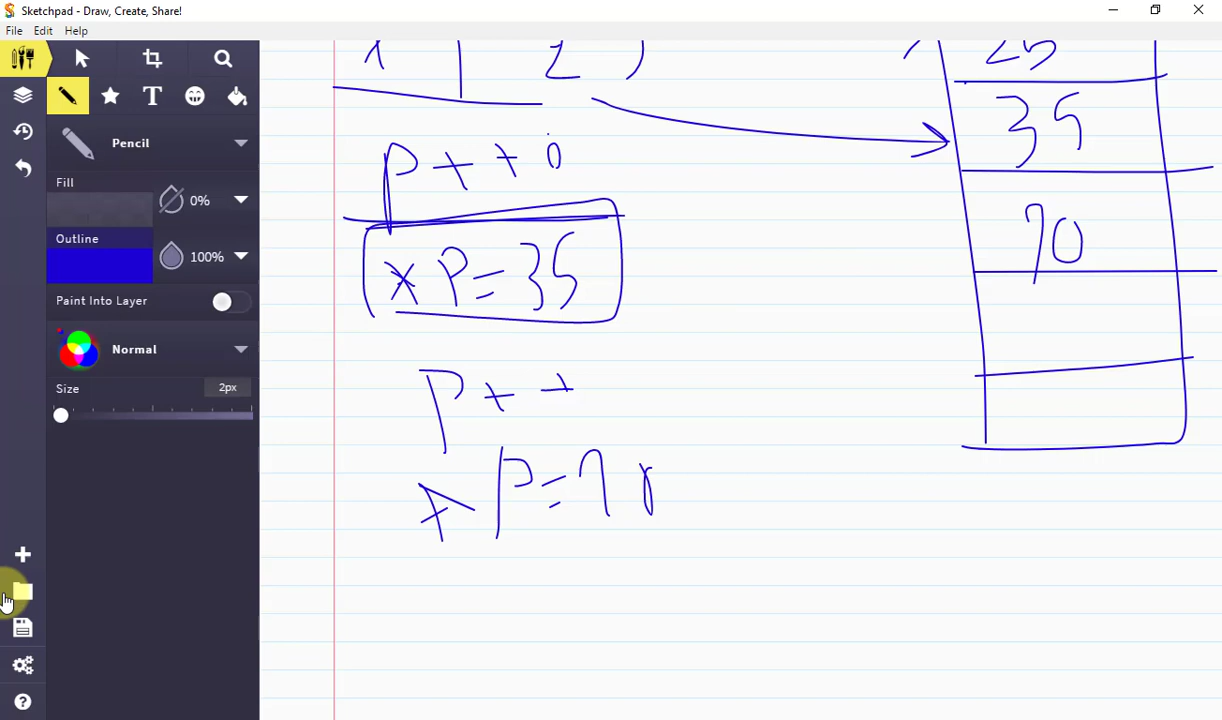 Sketchpad - Draw, Create, Share!
File Edit Help
Pencil
Fill
0%
Outline
100%
Paint Into Layer
Normal
Size 2px
25
35
p++;
*p=35
70
p++
*p=70